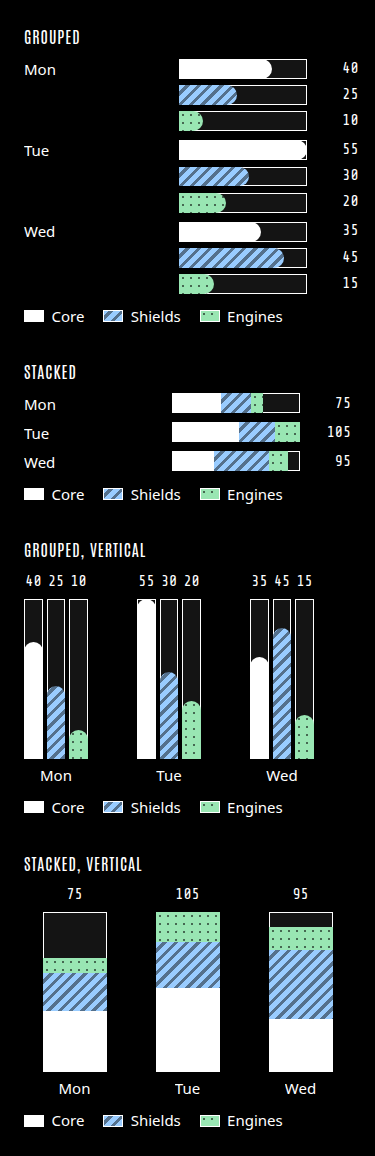 GROUPED
Mon 40
25
10
Tue 55
30
20
Wed 35
45
15
Core Shields Engines
STACKED
Mon 75
Tue 105
Wed 95
Core Shields Engines
GROUPED, VERTICAL
40 25 10 55 30 20 35 45 15
Mon Tue Wed
Core Shields Engines
STACKED, VERTICAL
75 105 95
Mon Tue Wed
Core Shields Engines